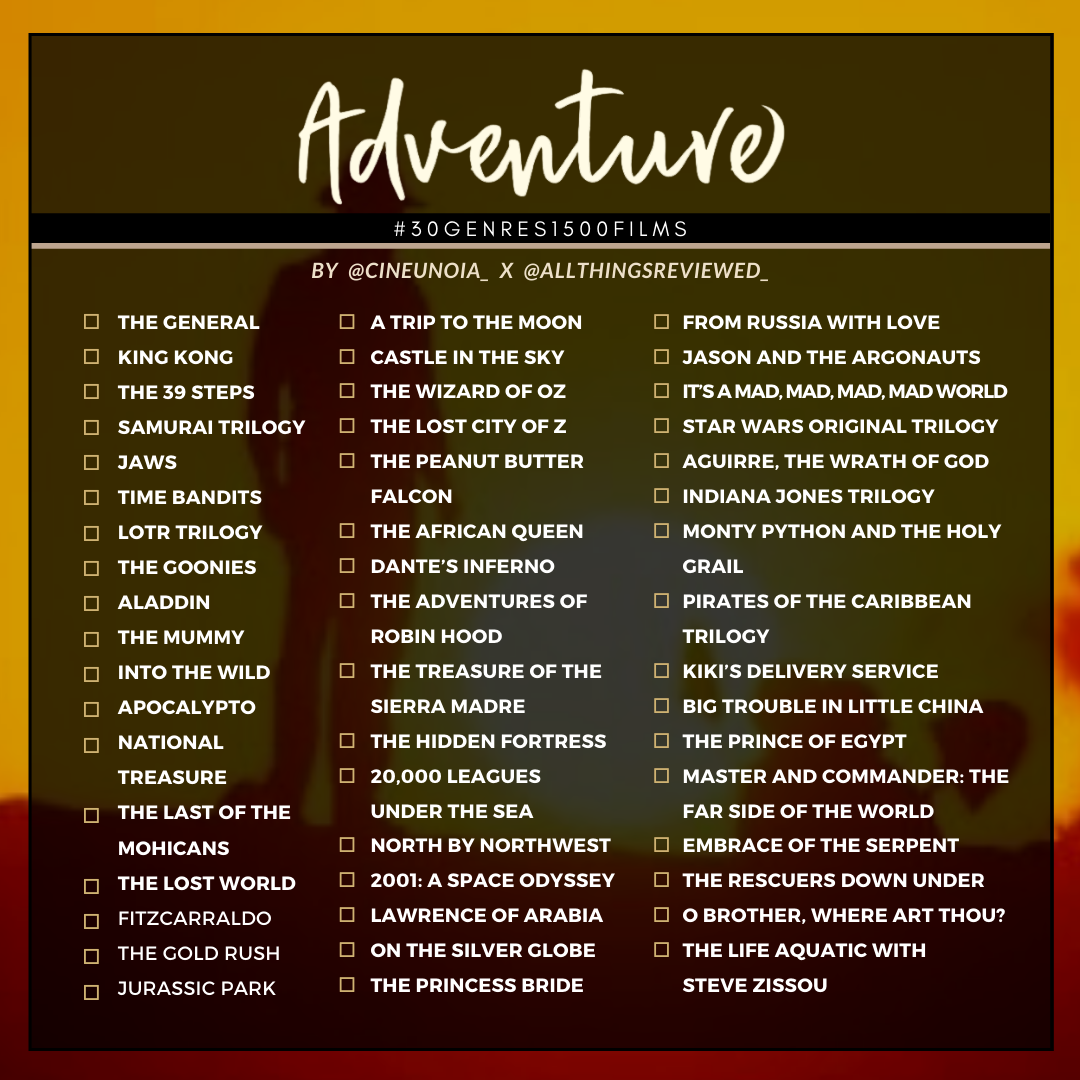 Adventure
#30GENRES1500FILMS
BY @CINEUNOIA_ X @ALLTHINGSREVIEWED_
THE GENERAL
KING KONG
THE 39 STEPS
SAMURAI TRILOGY
JAWS
TIME BANDITS
LOTR TRILOGY
THE GOONIES
ALADDIN
THE MUMMY
INTO THE WILD
APOCALYPTO
NATIONAL
TREASURE
THE LAST OF THE
MOHICANS
THE LOST WORLD
FITZCARRALDO
THE GOLD RUSH
JURASSIC PARK
A TRIP TO THE MOON
CASTLE IN THE SKY
THE WIZARD OF OZ
THE LOST CITY OF Z
THE PEANUT BUTTER
FALCON
THE AFRICAN QUEEN
DANTE'S INFERNO
THE ADVENTURES OF
ROBIN HOOD
THE TREASURE OF THE
SIERRA MADRE
THE HIDDEN FORTRESS
20,000 LEAGUES
UNDER THE SEA
NORTH BY NORTHWEST
2001: A SPACE ODYSSEY
LAWRENCE OF ARABIA
ON THE SILVER GLOBE
THE PRINCESS BRIDE
FROM RUSSIA WITH LOVE
JASON AND THE ARGONAUTS
IT'S A MAD, MAD, MAD, MAD WORLD
STAR WARS ORIGINAL TRILOGY
AGUIRRE, THE WRATH OF GOD
INDIANA JONES TRILOGY
MONTY PYTHON AND THE HOLY
GRAIL
PIRATES OF THE CARIBBEAN
TRILOGY
KIKI'S DELIVERY SERVICE
BIG TROUBLE IN LITTLE CHINA
THE PRINCE OF EGYPT
MASTER AND COMMANDER: THE
FAR SIDE OF THE WORLD
EMBRACE OF THE SERPENT
THE RESCUERS DOWN UNDER
O BROTHER, WHERE ART THOU?
THE LIFE AQUATIC WITH
STEVE ZISSOU